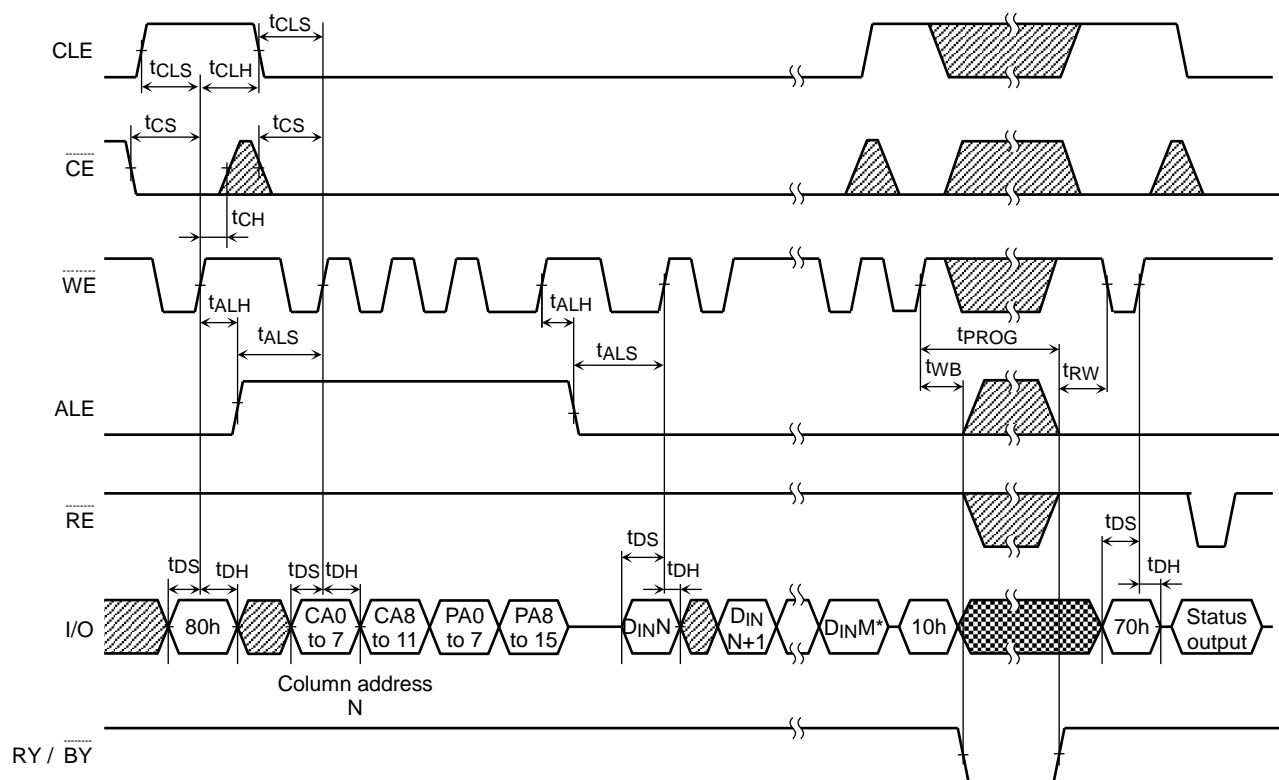 tCLS
CLE
tCLS tCLH
tCS tCS
CE
tCH
WE
tALH tALH
tPROG
tALS tALS
tWB tRW
ALE
RE
tDS tDS
tDS tDH tDS tDH tDH tDH
I/O
80h
CA0 to 7
CA8 to 11
PA0 to 7
PA8 to 15
DINN
DIN N+1
DINM*
10h
70h
Status output
Column address
N
RY / BY